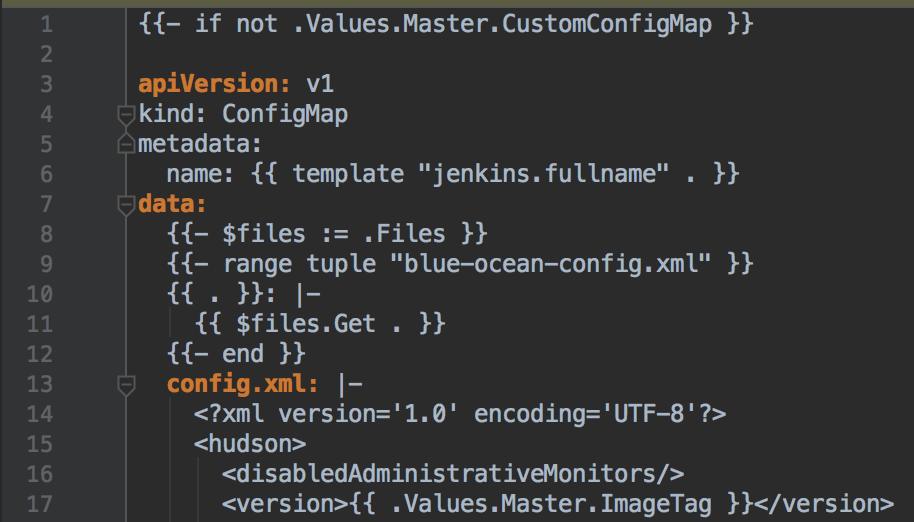 1 {{- if not .Values.Master.CustomConfigMap }}
2
3 apiVersion: v1
4 kind: ConfigMap
5 metadata:
6   name: {{ template "jenkins.fullname" . }}
7 data:
8   {{- $files := .Files }}
9   {{- range tuple "blue-ocean-config.xml" }}
10   {{ . }}: |-
11     {{ $files.Get . }}
12   {{- end }}
13   config.xml: |-
14     <?xml version='1.0' encoding='UTF-8'?>
15     <hudson>
16       <disabledAdministrativeMonitors/>
17       <version>{{ .Values.Master.ImageTag }}</version>